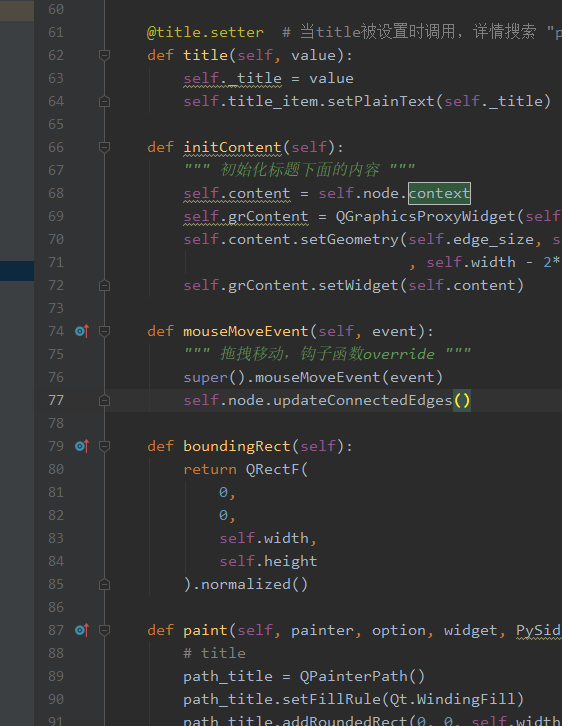 60
61 @title.setter # 当title被设置时调用，详情搜索 "p
62 def title(self, value):
63 self._title = value
64 self.title_item.setPlainText(self._title)
65
66 def initContent(self):
67 """ 初始化标题下面的内容 """
68 self.content = self.node.context
69 self.grContent = QGraphicsProxyWidget(self
70 self.content.setGeometry(self.edge_size, s
71 , self.width - 2*
72 self.grContent.setWidget(self.content)
73
74 def mouseMoveEvent(self, event):
75 """ 拖拽移动，钩子函数override """
76 super().mouseMoveEvent(event)
77 self.node.updateConnectedEdges()
78
79 def boundingRect(self):
80 return QRectF(
81 0,
82 0,
83 self.width,
84 self.height
85 ).normalized()
86
87 def paint(self, painter, option, widget, PySid
88 # title
89 path_title = QPainterPath()
90 path_title.setFillRule(Qt.WindingFill)
91 path_title.addRoundedRect(0, 0, self.width